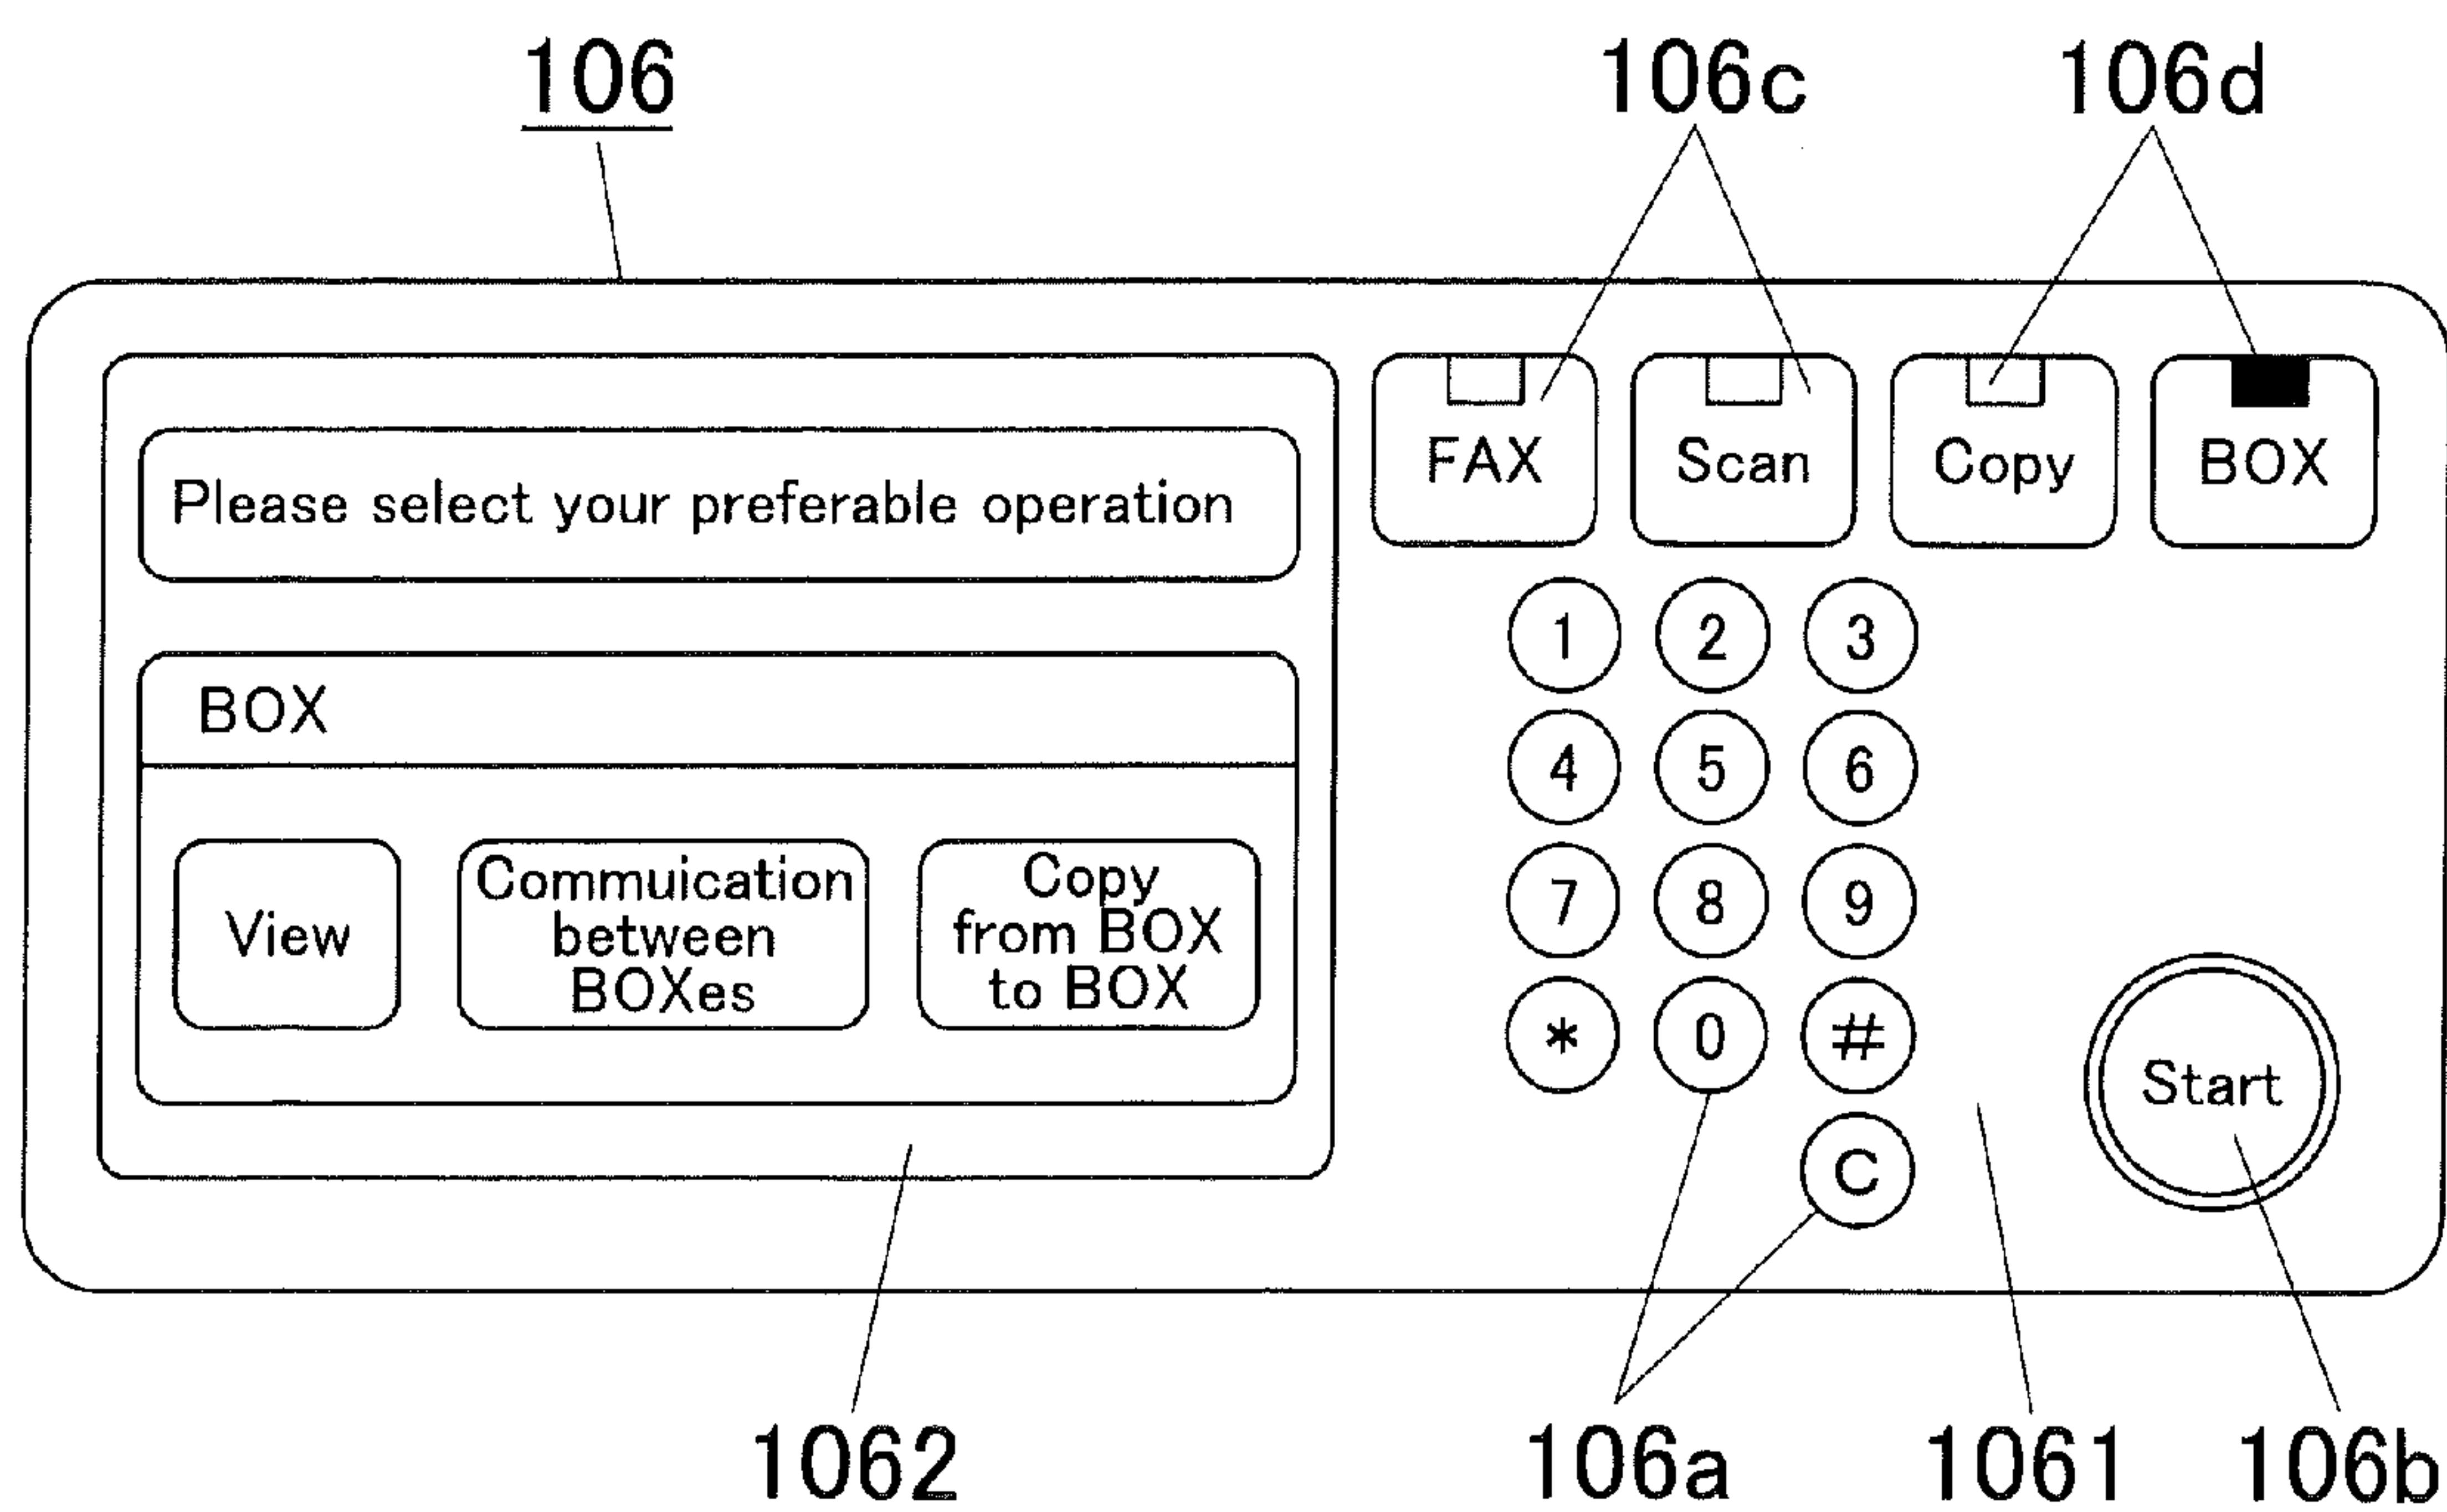 106
106c
106d
Please select your preferable operation
BOX
View
Commuication
between
BOXes
Copy
from BOX
to BOX
FAX
Scan
Copy
BOX
1
2
3
4
5
6
7
8
9
*
0
#
C
Start
1062
106a
1061
106b